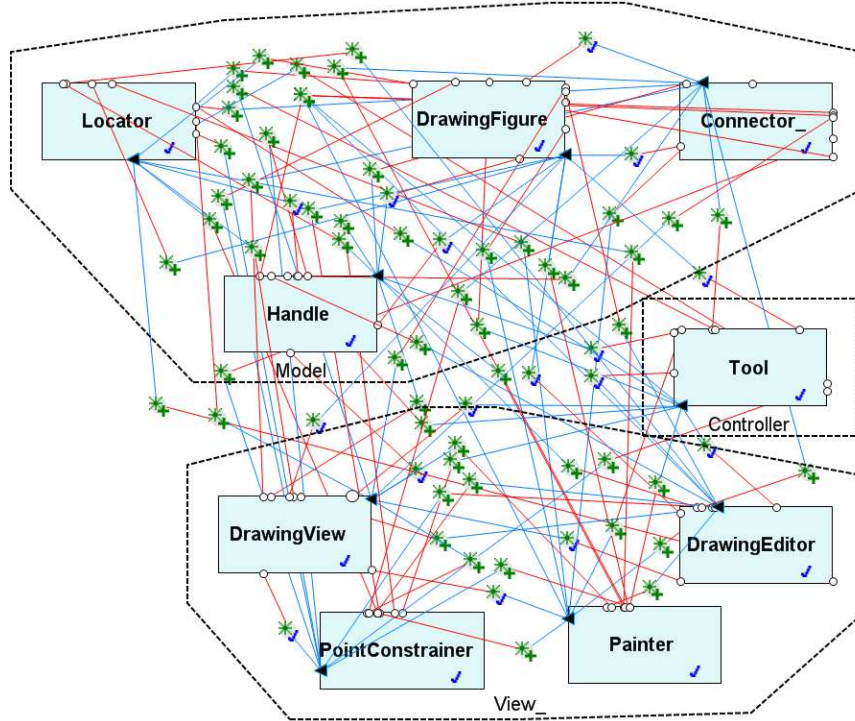 Locator
DrawingFigure
Connector_
Handle
Model
Tool
Controller
DrawingView
DrawingEditor
PointConstrainer
Painter
View_